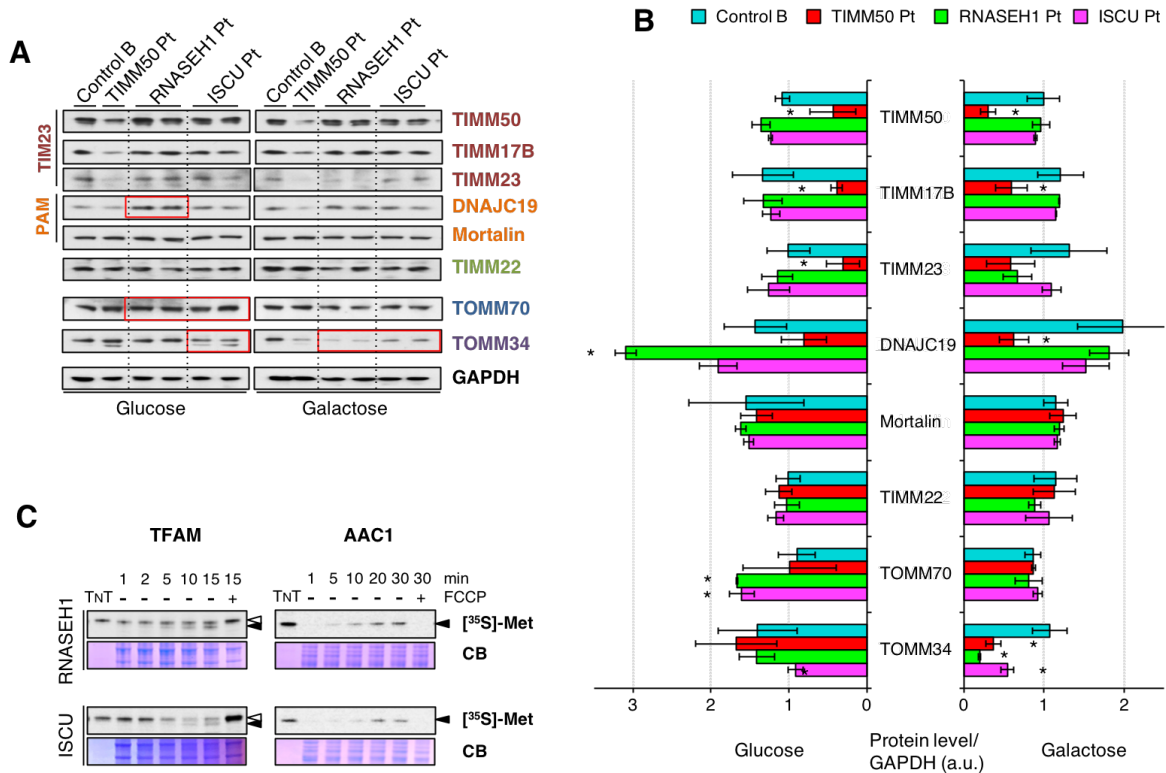 A
Control B
TIMM50 Pt
RNASEH1 Pt
ISCU Pt
Control B
TIMM50 Pt
RNASEH1 Pt
ISCU Pt
TIM23
PAM
TIMM50
TIMM17B
TIMM23
DNAJC19
Mortalin
TIMM22
TOMM70
TOMM34
GAPDH
Glucose Galactose
B
Control B TIMM50 Pt RNASEH1 Pt ISCU Pt
* TIMM50 *
* TIMM17B *
* TIMM23
DNAJC19 *
*
Mortalin
TIMM22
* TOMM70
*
TOMM34 *
*
* *
3 2 1 0 0 1 2
Glucose Protein level/ Galactose
GAPDH (a.u.)
C
TFAM AAC1
1 2 5 10 15 15 1 5 10 20 30 30 min
TNT - - - - - + TNT - - - - - + FCCP
RNASEH1
[³⁵S]-Met
CB
ISCU
[³⁵S]-Met
CB